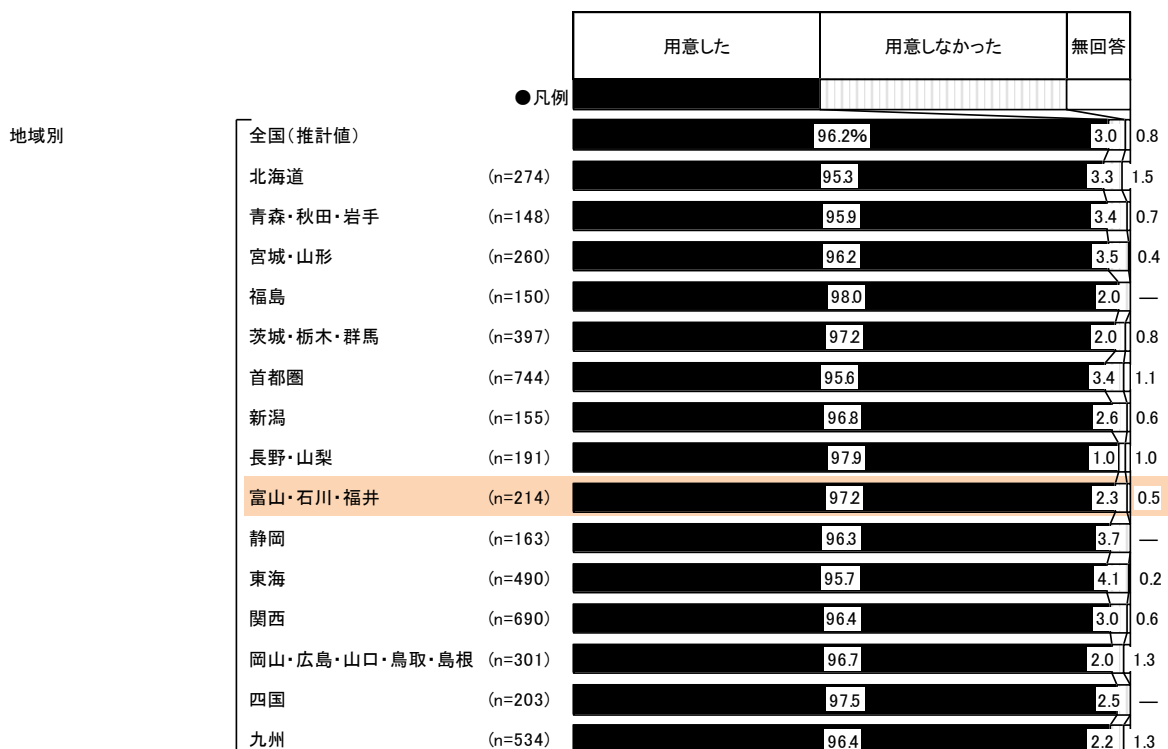 用意した 用意しなかった 無回答
●凡例
地域別 全国(推計値) 96.2% 3.0 0.8
北海道 (n=274) 95.3 3.3 1.5
青森・秋田・岩手 (n=148) 95.9 3.4 0.7
宮城・山形 (n=260) 96.2 3.5 0.4
福島 (n=150) 98.0 2.0 —
茨城・栃木・群馬 (n=397) 97.2 2.0 0.8
首都圏 (n=744) 95.6 3.4 1.1
新潟 (n=155) 96.8 2.6 0.6
長野・山梨 (n=191) 97.9 1.0 1.0
富山・石川・福井 (n=214) 97.2 2.3 0.5
静岡 (n=163) 96.3 3.7 —
東海 (n=490) 95.7 4.1 0.2
関西 (n=690) 96.4 3.0 0.6
岡山・広島・山口・鳥取・島根 (n=301) 96.7 2.0 1.3
四国 (n=203) 97.5 2.5 —
九州 (n=534) 96.4 2.2 1.3